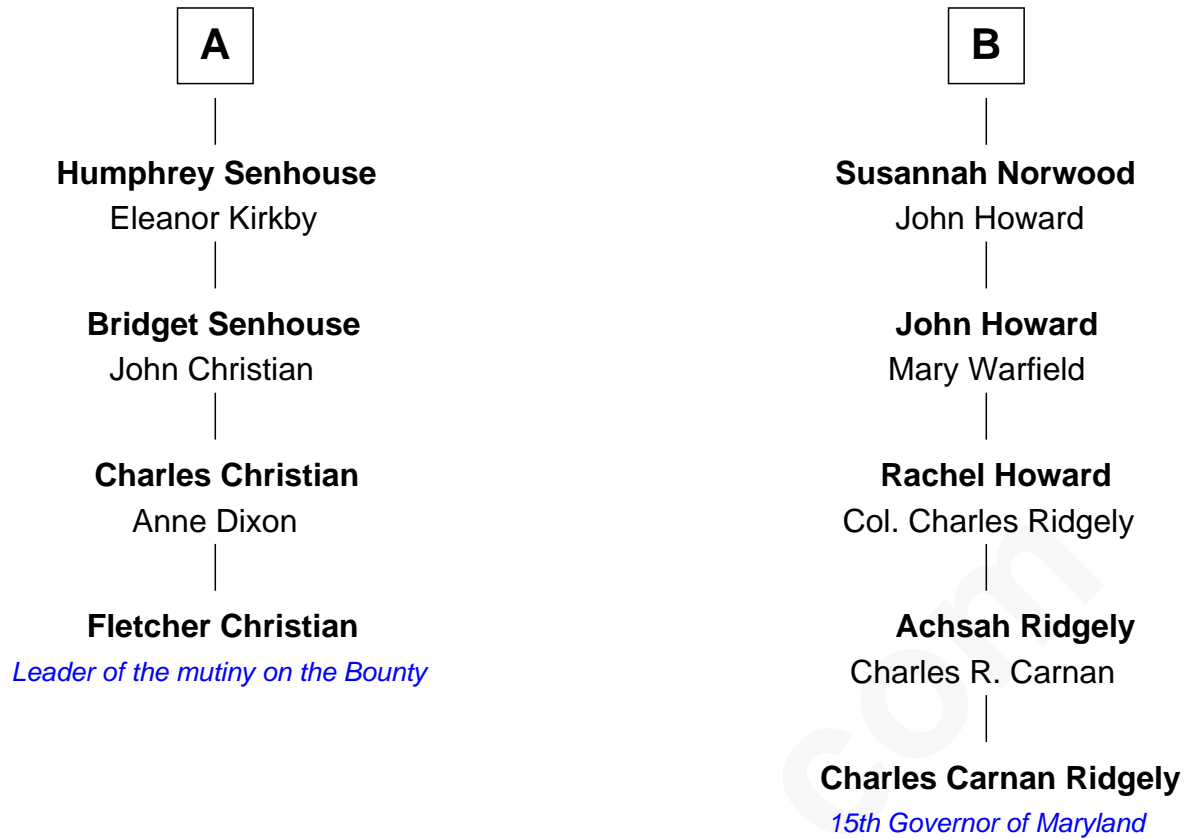 A
Humphrey Senhouse
Eleanor Kirkby
Bridget Senhouse
John Christian
Charles Christian
Anne Dixon
Fletcher Christian
Leader of the mutiny on the Bounty
B
Susannah Norwood
John Howard
John Howard
Mary Warfield
Rachel Howard
Col. Charles Ridgely
Achsah Ridgely
Charles R. Carnan
Charles Carnan Ridgely
15th Governor of Maryland
com